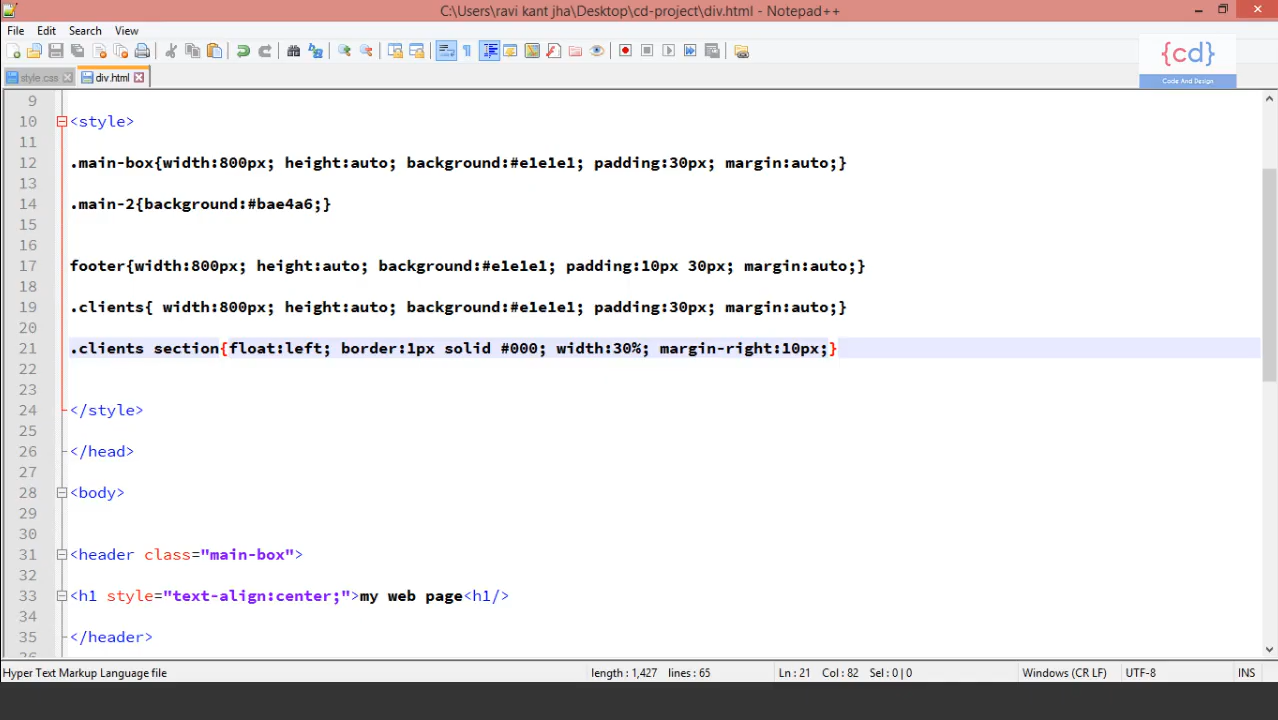 C:\Users\ravi kant jha\Desktop\cd-project\div.html - Notepad++
File Edit Search View
{cd}
Code And Design
style.css div.html
9
10 <style>
11
12 .main-box{width:800px; height:auto; background:#e1e1e1; padding:30px; margin:auto;}
13
14 .main-2{background:#bae4a6;}
15
16
17 footer{width:800px; height:auto; background:#e1e1e1; padding:10px 30px; margin:auto;}
18
19 .clients{ width:800px; height:auto; background:#e1e1e1; padding:30px; margin:auto;}
20
21 .clients section{float:left; border:1px solid #000; width:30%; margin-right:10px;}
22
23
24 </style>
25
26 </head>
27
28 <body>
29
30
31 <header class="main-box">
32
33 <h1 style="text-align:center;">my web page<h1/>
34
35 </header>
36
Hyper Text Markup Language file length : 1,427 lines : 65 Ln : 21 Col : 82 Sel : 0 | 0 Windows (CR LF) UTF-8 INS